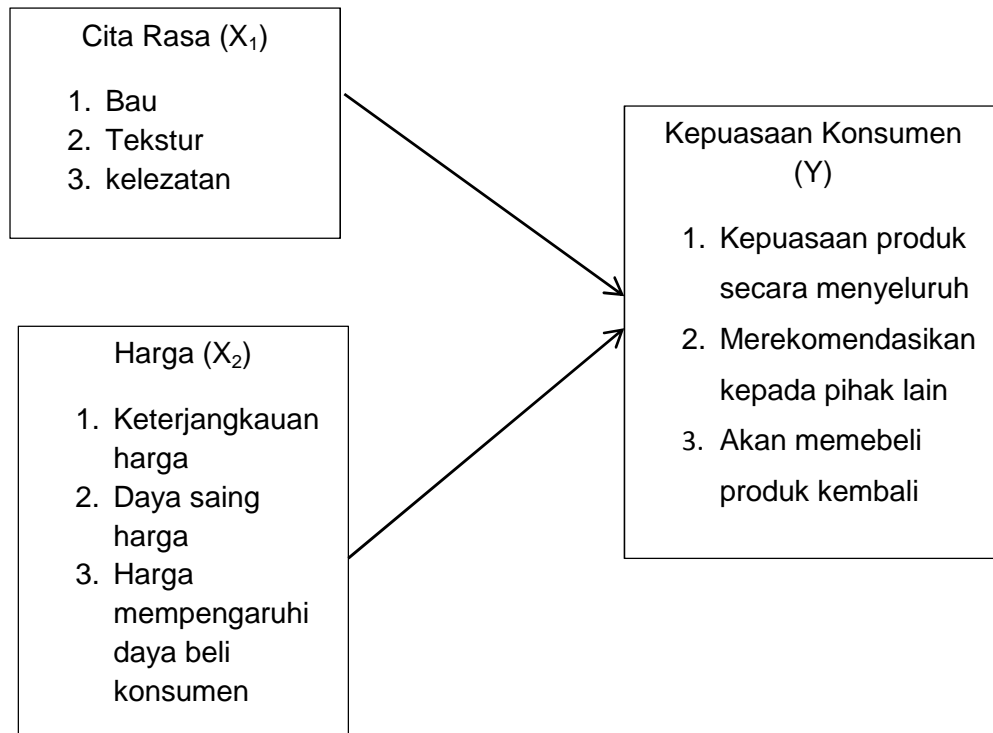 Cita Rasa (X₁)
1. Bau
2. Tekstur
3. kelezatan
Harga (X₂)
1. Keterjangkauan
harga
2. Daya saing
harga
3. Harga
mempengaruhi
daya beli
konsumen
Kepuasaan Konsumen
(Y)
1. Kepuasaan produk
secara menyeluruh
2. Merekomendasikan
kepada pihak lain
3. Akan memebeli
produk kembali